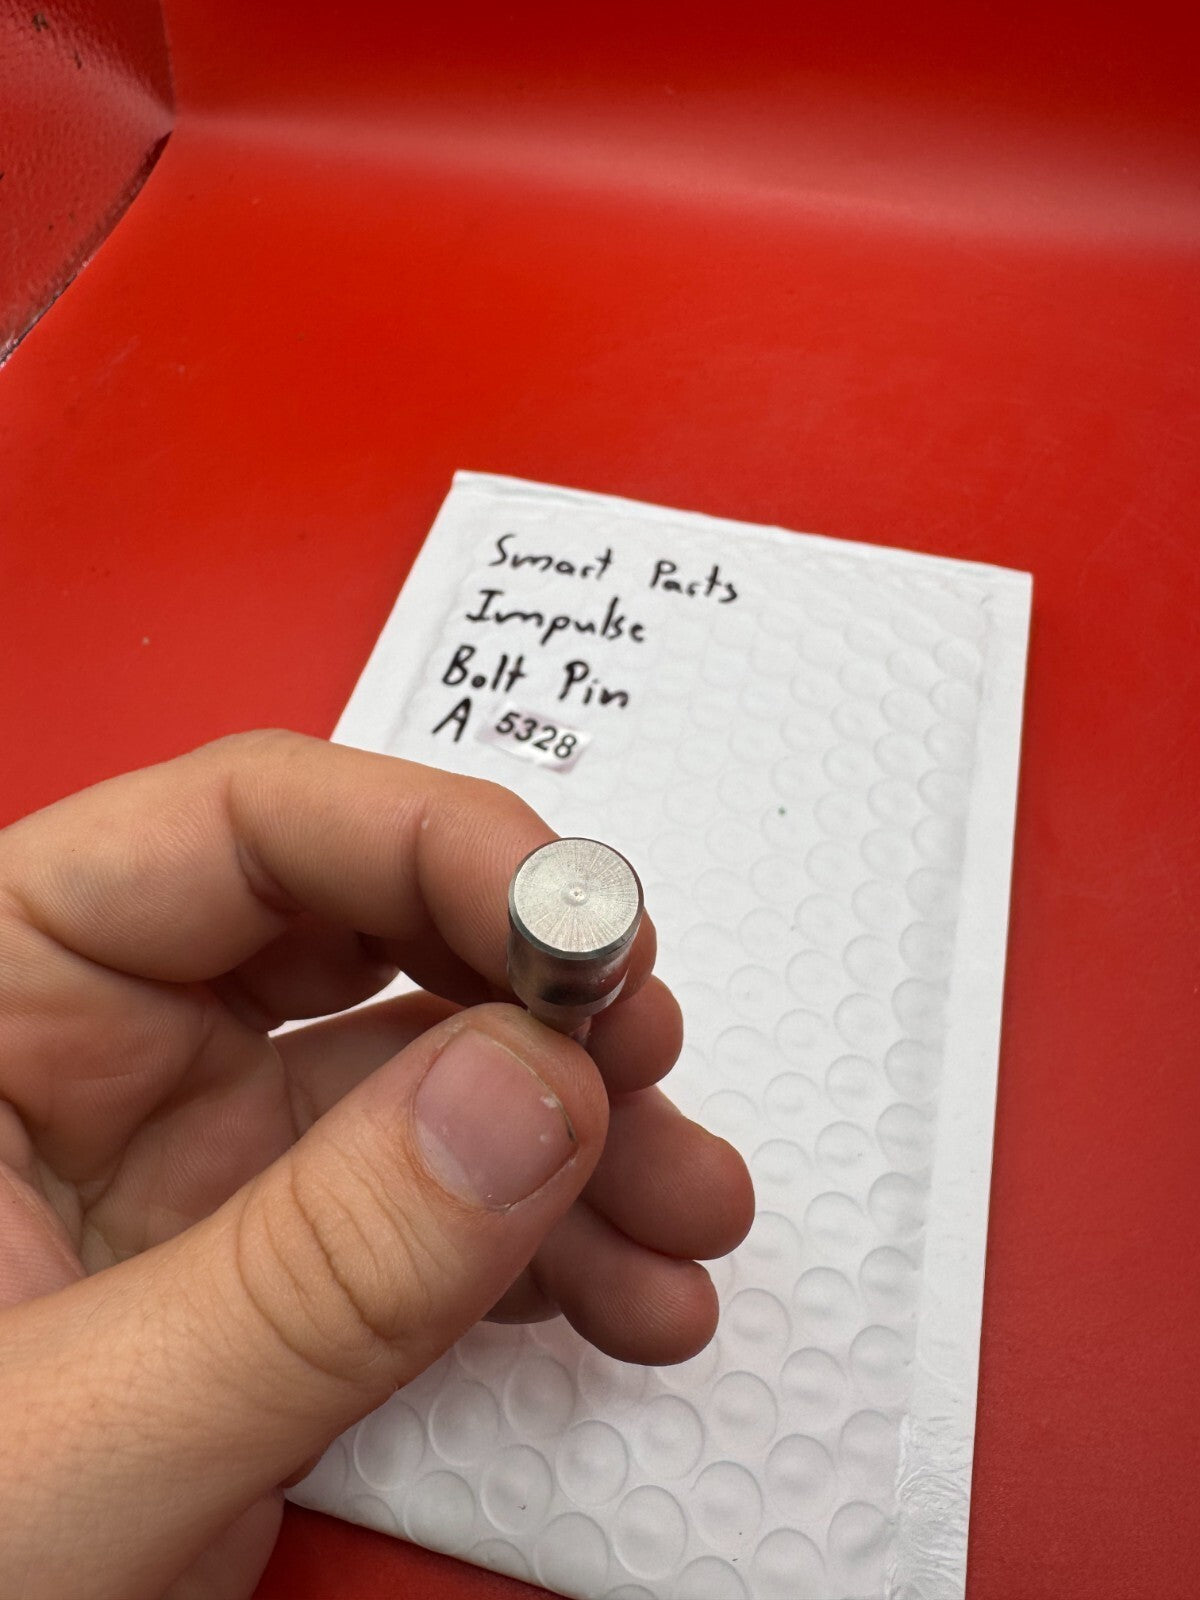 Smart Parts
Impulse
Bolt Pin
A 5328